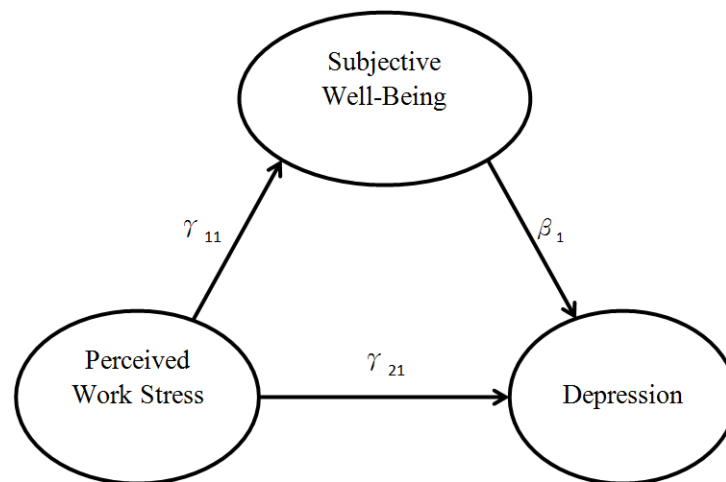 Subjective
Well-Being
γ 11
β 1
Perceived
Work Stress
γ 21
Depression